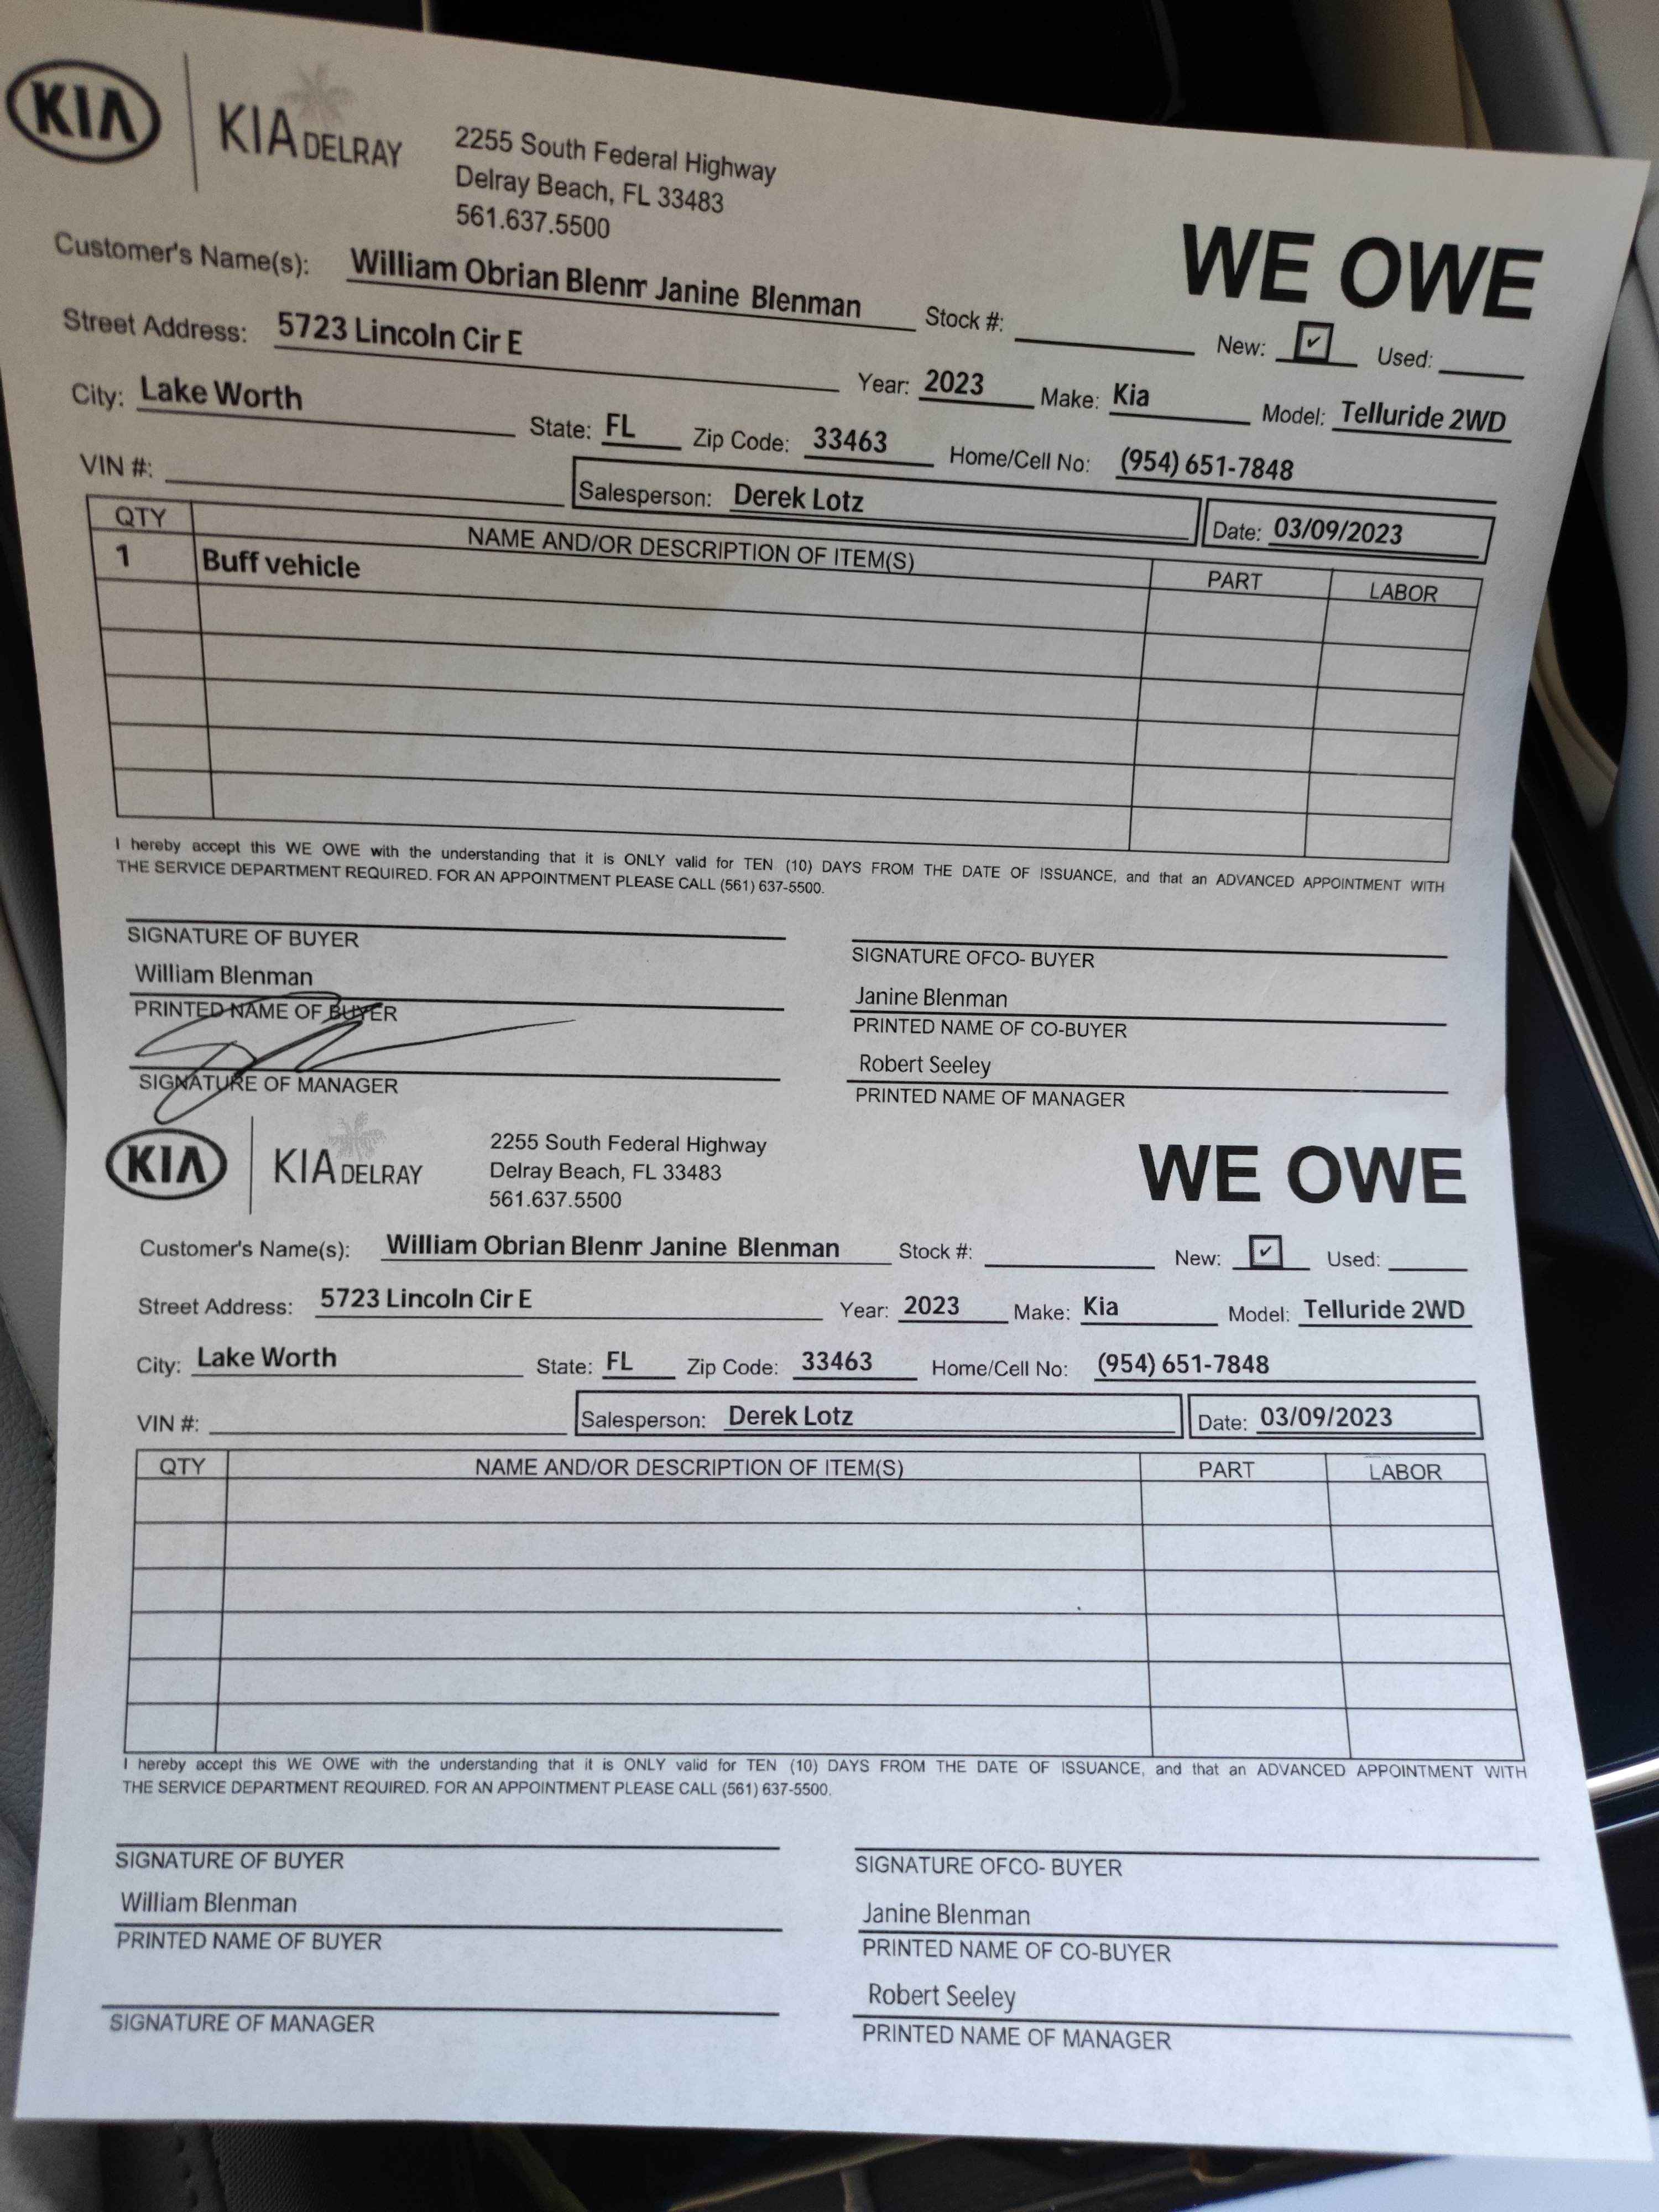 KIA
KIA DELRAY
2255 South Federal Highway
Delray Beach, FL 33483
561.637.5500
WE OWE
Customer's Name(s): William Obrian Blenr Janine Blenman Stock #: New: ✓ Used:
Street Address: 5723 Lincoln Cir E Year: 2023 Make: Kia Model: Telluride 2WD
City: Lake Worth State: FL Zip Code: 33463 Home/Cell No: (954) 651-7848
VIN #: Salesperson: Derek Lotz Date: 03/09/2023
QTY NAME AND/OR DESCRIPTION OF ITEM(S) PART LABOR
1 Buff vehicle
I hereby accept this WE OWE with the understanding that it is ONLY valid for TEN (10) DAYS FROM THE DATE OF ISSUANCE, and that an ADVANCED APPOINTMENT WITH
THE SERVICE DEPARTMENT REQUIRED. FOR AN APPOINTMENT PLEASE CALL (561) 637-5500.
SIGNATURE OF BUYER SIGNATURE OFCO- BUYER
William Blenman Janine Blenman
PRINTED NAME OF BUYER PRINTED NAME OF CO-BUYER
Robert Seeley
SIGNATURE OF MANAGER PRINTED NAME OF MANAGER
KIA
KIA DELRAY
2255 South Federal Highway
Delray Beach, FL 33483
561.637.5500
WE OWE
Customer's Name(s): William Obrian Blenr Janine Blenman Stock #: New: ✓ Used:
Street Address: 5723 Lincoln Cir E Year: 2023 Make: Kia Model: Telluride 2WD
City: Lake Worth State: FL Zip Code: 33463 Home/Cell No: (954) 651-7848
VIN #: Salesperson: Derek Lotz Date: 03/09/2023
QTY NAME AND/OR DESCRIPTION OF ITEM(S) PART LABOR
I hereby accept this WE OWE with the understanding that it is ONLY valid for TEN (10) DAYS FROM THE DATE OF ISSUANCE, and that an ADVANCED APPOINTMENT WITH
THE SERVICE DEPARTMENT REQUIRED. FOR AN APPOINTMENT PLEASE CALL (561) 637-5500.
SIGNATURE OF BUYER SIGNATURE OFCO- BUYER
William Blenman Janine Blenman
PRINTED NAME OF BUYER PRINTED NAME OF CO-BUYER
Robert Seeley
SIGNATURE OF MANAGER PRINTED NAME OF MANAGER